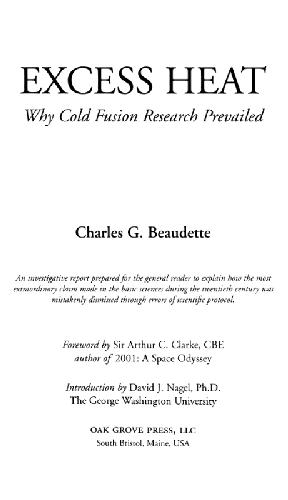 EXCESS HEAT
Why Cold Fusion Research Prevailed
Charles G. Beaudette
An investigative report prepared for the general reader to explain how the most
extraordinary claim made in the basic sciences during the twentieth century was
mistakenly dismissed through errors of scientific protocol.
Foreword by Sir Arthur C. Clarke, CBE
author of 2001: A Space Odyssey
Introduction by David J. Nagel, Ph.D.
The George Washington University
OAK GROVE PRESS, LLC
South Bristol, Maine, USA